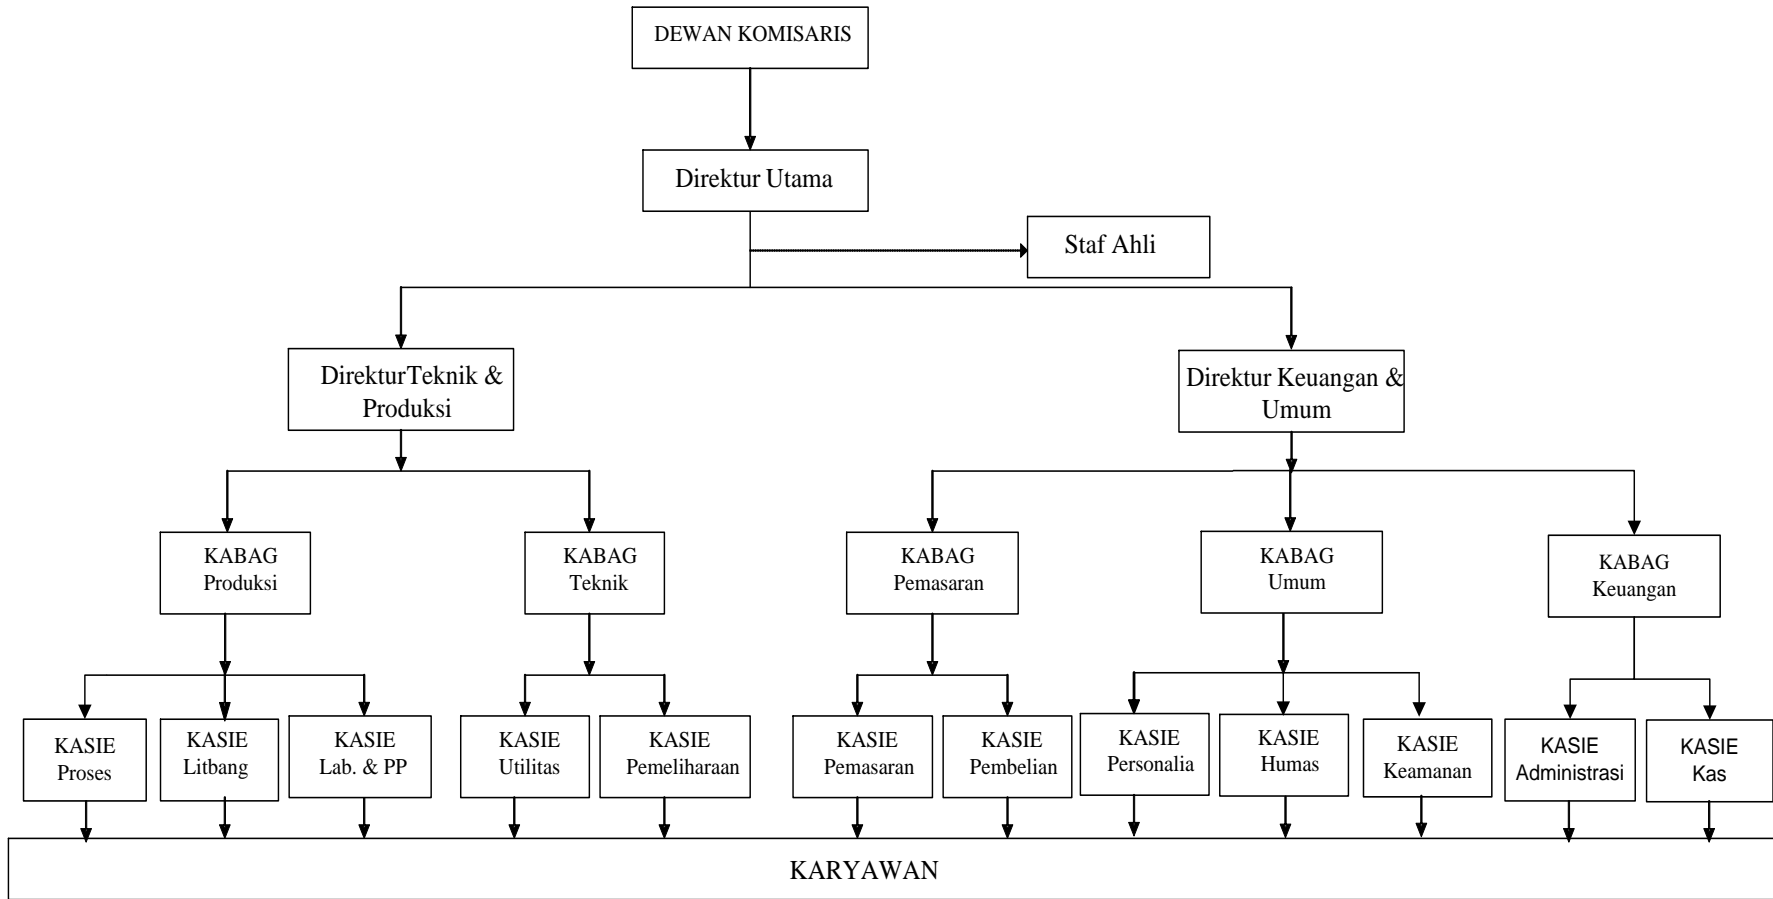 DEWAN KOMISARIS
Direktur Utama
Staf Ahli
DirekturTeknik &
Produksi
Direktur Keuangan &
Umum
KABAG
Produksi
KABAG
Teknik
KABAG
Pemasaran
KABAG
Umum
KABAG
Keuangan
KASIE
Proses
KASIE
Litbang
KASIE
Lab. & PP
KASIE
Utilitas
KASIE
Pemeliharaan
KASIE
Pemasaran
KASIE
Pembelian
KASIE
Personalia
KASIE
Humas
KASIE
Keamanan
KASIE
Administrasi
KASIE
Kas
KARYAWAN